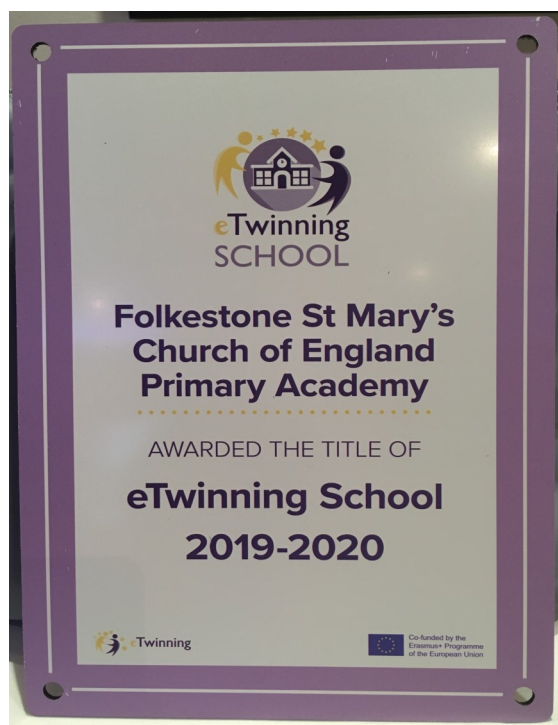 eTwinning
SCHOOL
Folkestone St Mary's
Church of England
Primary Academy
AWARDED THE TITLE OF
eTwinning School
2019-2020
eTwinning
Co-funded by the
Erasmus+ Programme
of the European Union